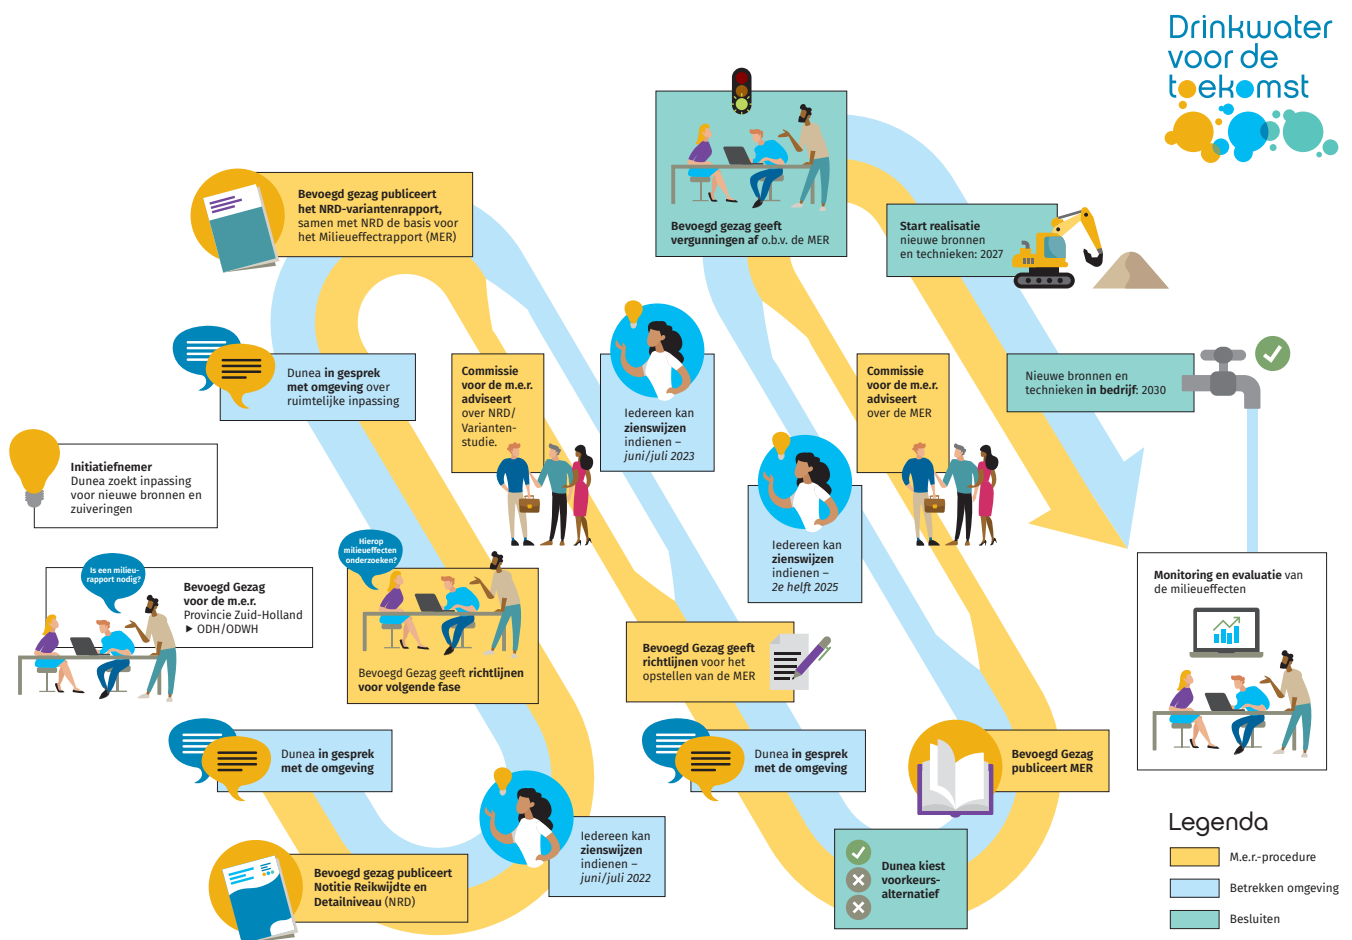 Drinkwater
voor de
toekomst
Initiatiefnemer
Dunea zoekt inpassing
voor nieuwe bronnen en
zuiveringen
Is een milieu-
rapport nodig?
Bevoegd Gezag
voor de m.e.r.
Provincie Zuid-Holland
▶ ODH/ODWH
Dunea in gesprek
met de omgeving
Bevoegd gezag publiceert
Notitie Reikwijdte en
Detailniveau (NRD)
Iedereen kan
zienswijzen
indienen –
juni/juli 2022
Hierop
milieueffecten
onderzoeken?
Bevoegd Gezag geeft richtlijnen
voor volgende fase
Dunea in gesprek
met omgeving over
ruimtelijke inpassing
Bevoegd gezag publiceert
het NRD-variantenrapport,
samen met NRD de basis voor
het Milieueffectrapport (MER)
Commissie
voor de m.e.r.
adviseert
over NRD/
Varianten-
studie.
Iedereen kan
zienswijzen
indienen –
juni/juli 2023
Bevoegd Gezag geeft
richtlijnen voor het
opstellen van de MER
Dunea in gesprek
met de omgeving
Dunea kiest
voorkeurs-
alternatief
Bevoegd Gezag
publiceert MER
Iedereen kan
zienswijzen
indienen –
2e helft 2025
Commissie
voor de m.e.r.
adviseert
over de MER
Bevoegd gezag geeft
vergunningen af o.b.v. de MER
Start realisatie
nieuwe bronnen
en technieken: 2027
Nieuwe bronnen en
technieken in bedrijf: 2030
Monitoring en evaluatie van
de milieueffecten
Legenda
M.e.r.-procedure
Betrekken omgeving
Besluiten